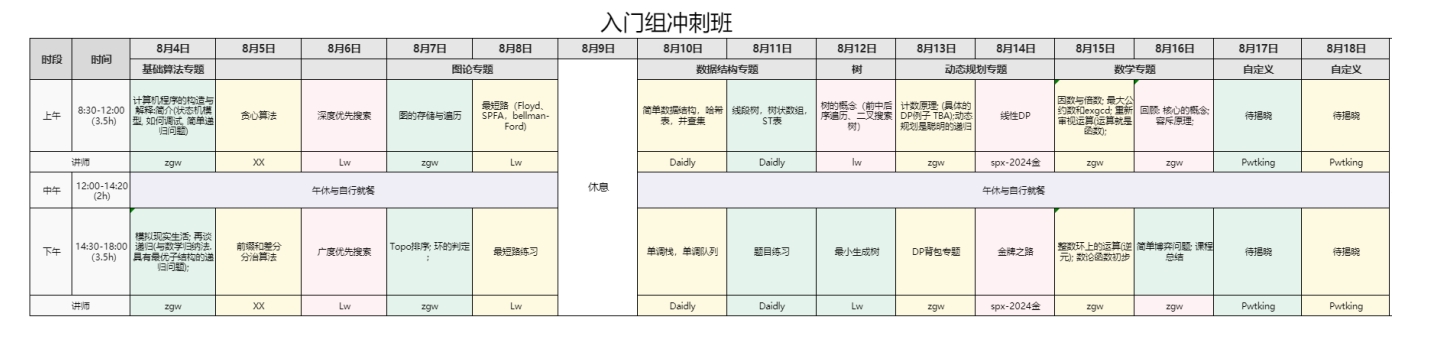 入门组冲刺班
时段 时间 8月4日 8月5日 8月6日 8月7日 8月8日 8月9日 8月10日 8月11日 8月12日 8月13日 8月14日 8月15日 8月16日 8月17日 8月18日
基础算法专题 图论专题 数据结构专题 树 动态规划专题 数学专题 自定义 自定义
上午
8:30-12:00
(3.5h)
计算机程序的构造与
解释:简介(状态机模
型, 如何调试, 简单递
归问题)
贪心算法
深度优先搜索
图的存储与遍历
最短路（Floyd、
SPFA，bellman-
Ford)
简单数据结构，哈希
表，并查集
线段树，树状数组，
ST表
树的概念（前中后
序遍历、二叉搜索
树）
计数原理; (具体的
DP例子 TBA);动态
规划是聪明的递归
线性DP
因数与倍数; 最大公
约数和exgcd; 重新
审视运算(运算就是
函数);
回顾: 核心的概念;
容斥原理;
待揭晓
待揭晓
讲师 zgw XX Lw zgw Lw Daidly Daidly lw zgw spx-2024金 zgw zgw Pwtking Pwtking
中午
12:00-14:20
(2h)
午休与自行就餐
休息
午休与自行就餐
下午
14:30-18:00
(3.5h)
模拟现实生活; 再谈
递归(与数学归纳法,
具有最优子结构的递
归问题);
前缀和差分
分治算法
广度优先搜索
Topo排序; 环的判定
;
最短路练习
单调栈，单调队列
题目练习
最小生成树
DP背包专题
金牌之路
整数环上的运算(逆
元); 数论函数初步
简单博弈问题; 课程
总结
待揭晓
待揭晓
讲师 zgw XX Lw zgw Lw Daidly Daidly Lw zgw spx-2024金 zgw zgw Pwtking Pwtking